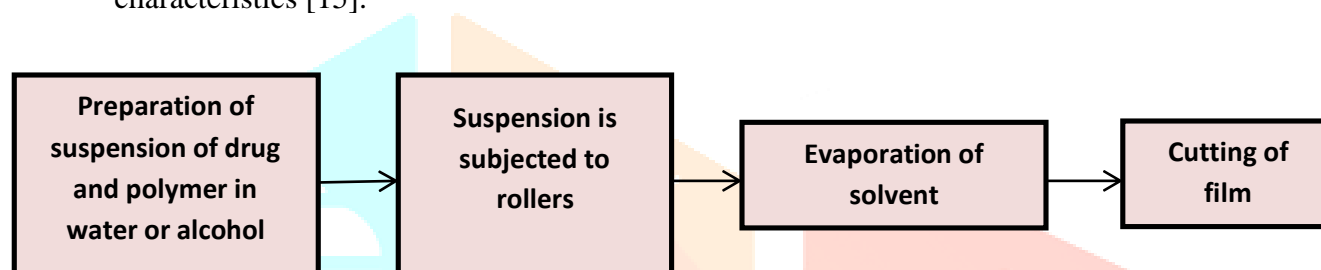 characteristics [15].
Preparation of
suspension of drug
and polymer in
water or alcohol
Suspension is
subjected to
rollers
Evaporation of
solvent
Cutting of
film